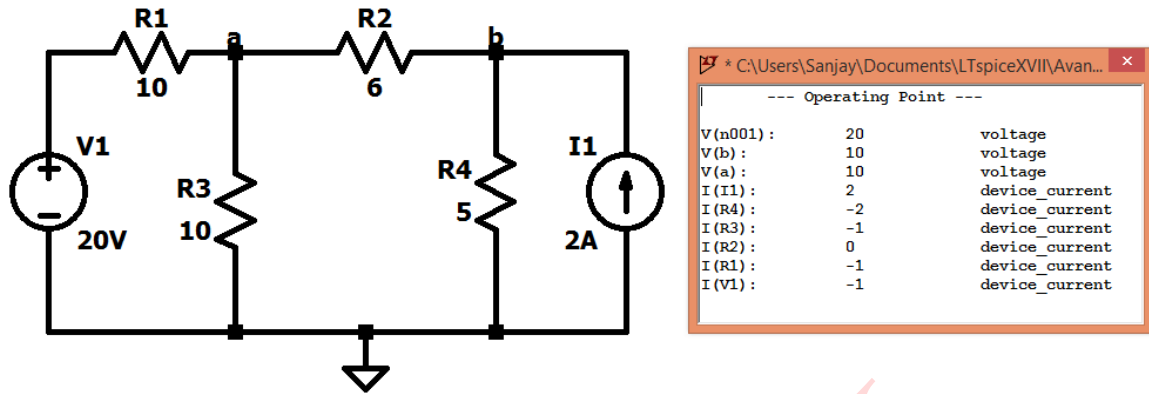 R1
10
a
R2
6
b
V1
20V
R3
10
R4
5
I1
2A
* C:\Users\Sanjay\Documents\LTspiceXVII\Avan...
--- Operating Point ---
V(n001): 20 voltage
V(b): 10 voltage
V(a): 10 voltage
I(I1): 2 device_current
I(R4): -2 device_current
I(R3): -1 device_current
I(R2): 0 device_current
I(R1): -1 device_current
I(V1): -1 device_current